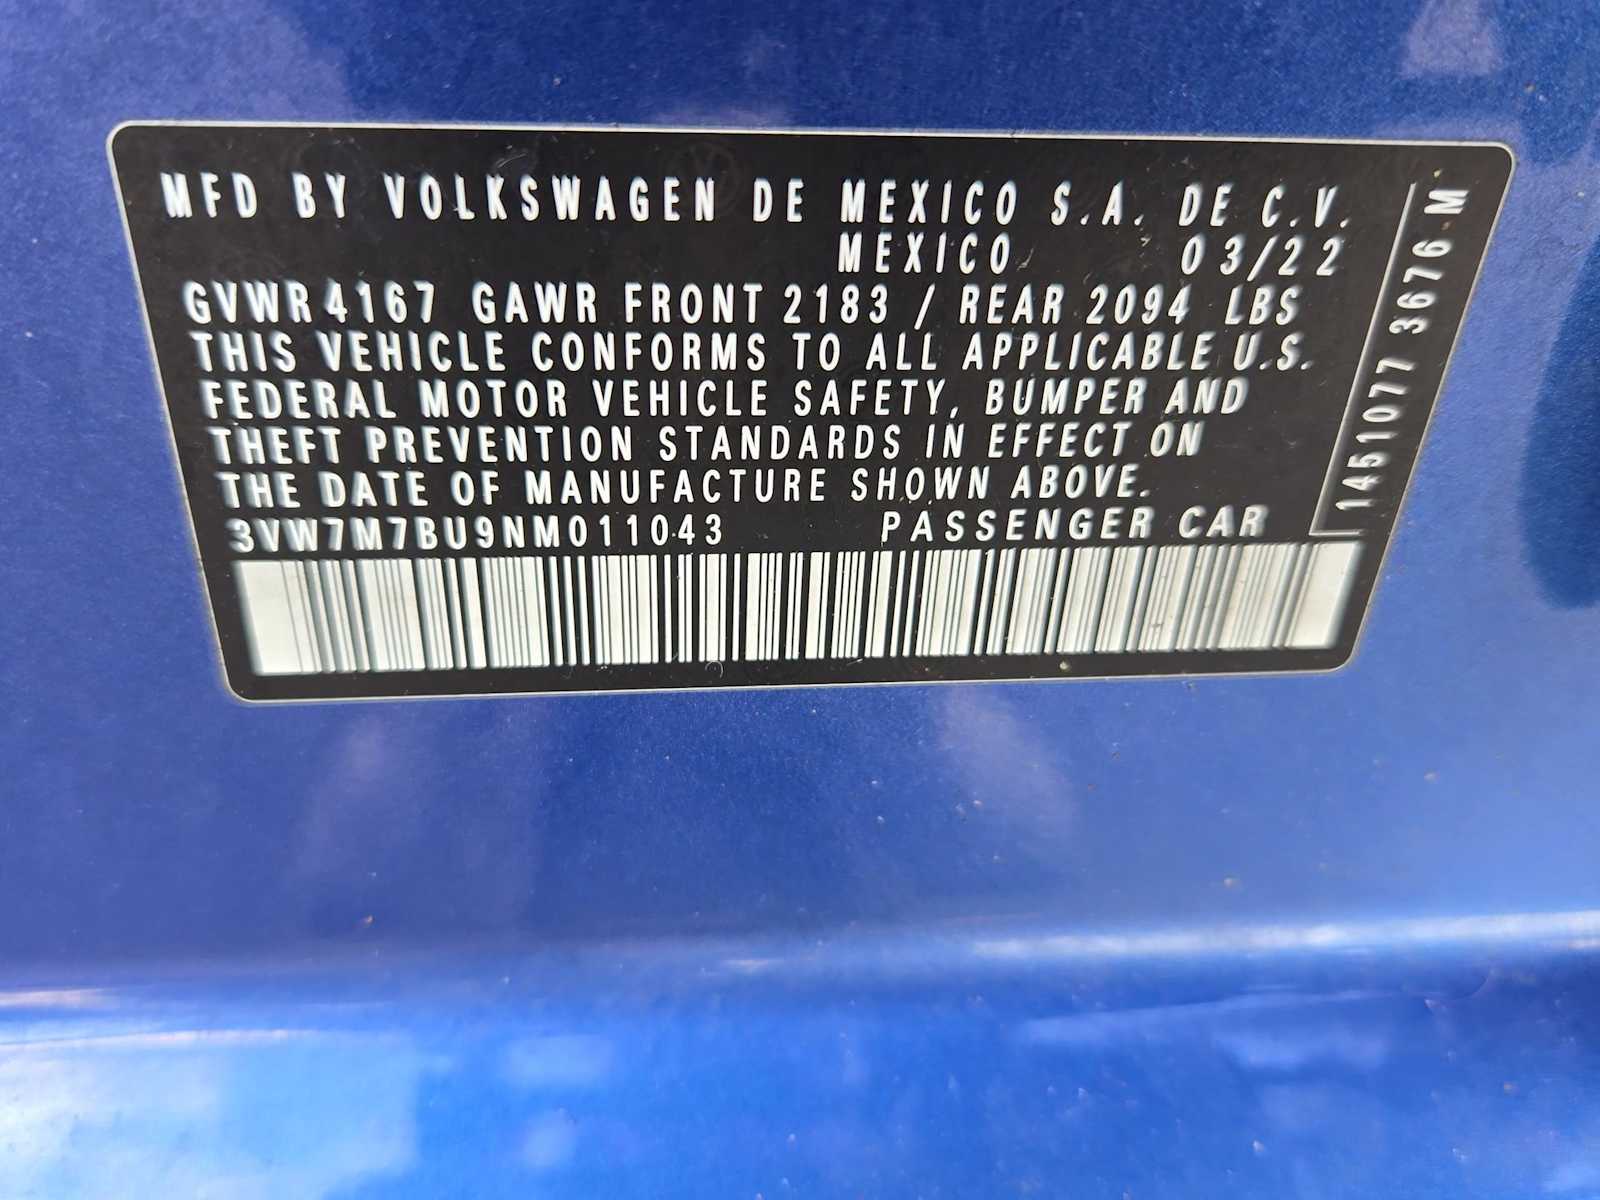 MFD BY VOLKSWAGEN DE MEXICO S.A. DE C.V.
MEXICO 03/22
GVWR 4167 GAWR FRONT 2183 / REAR 2094 LBS
THIS VEHICLE CONFORMS TO ALL APPLICABLE U.S.
FEDERAL MOTOR VEHICLE SAFETY, BUMPER AND
THEFT PREVENTION STANDARDS IN EFFECT ON
THE DATE OF MANUFACTURE SHOWN ABOVE.
3VW7M7BU9NM011043 PASSENGER CAR
1451077 3676 M